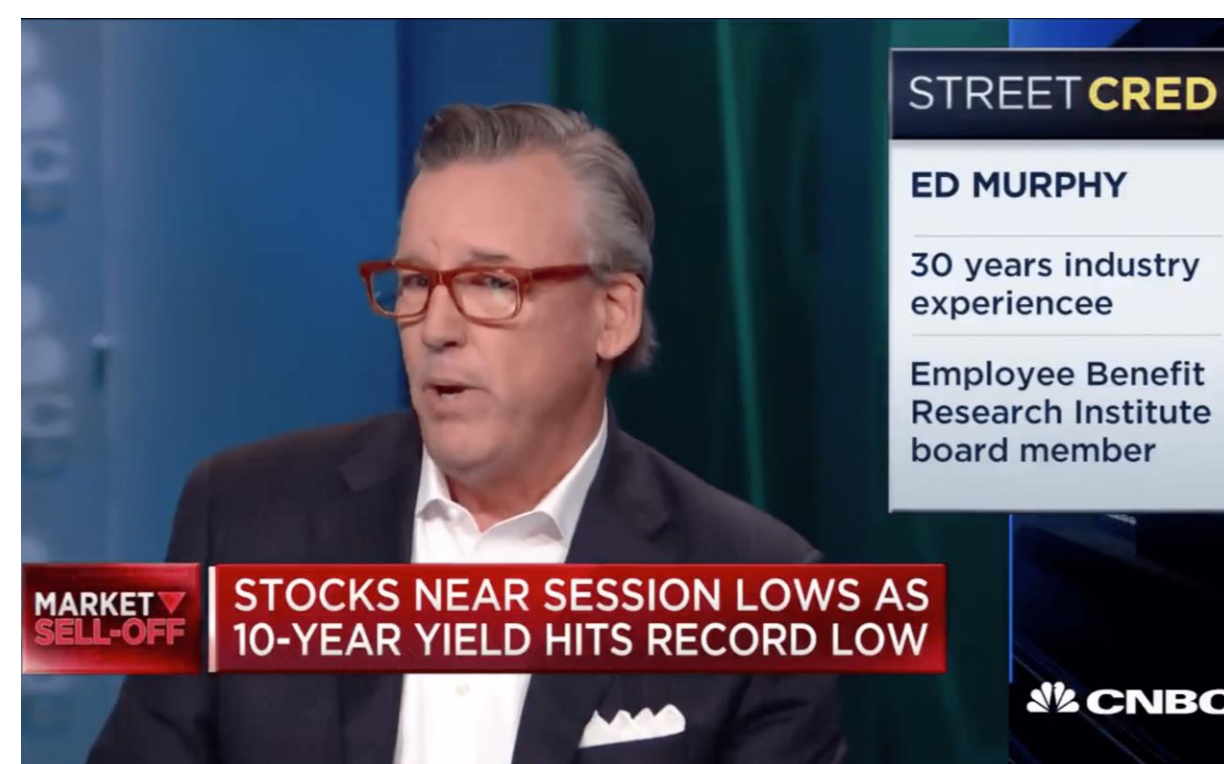 STREET CRED
ED MURPHY
30 years industry
experiencee
Employee Benefit
Research Institute
board member
MARKET
SELL-OFF
STOCKS NEAR SESSION LOWS AS
10-YEAR YIELD HITS RECORD LOW
CNBC